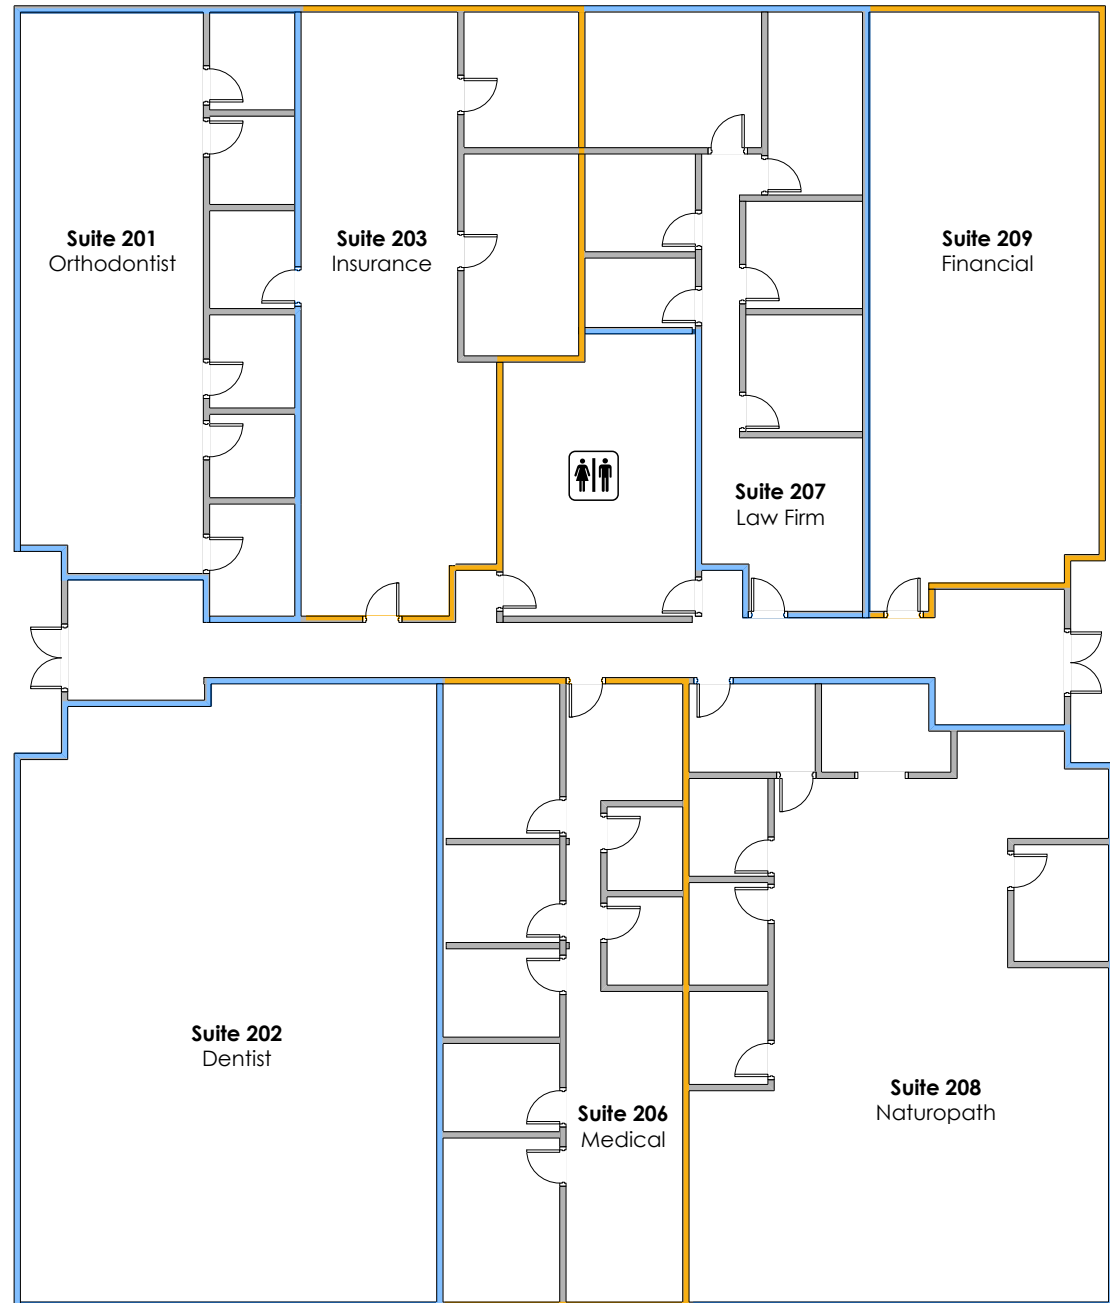 Suite 201
Orthodontist
Suite 203
Insurance
Suite 209
Financial
Suite 207
Law Firm
Suite 202
Dentist
Suite 206
Medical
Suite 208
Naturopath